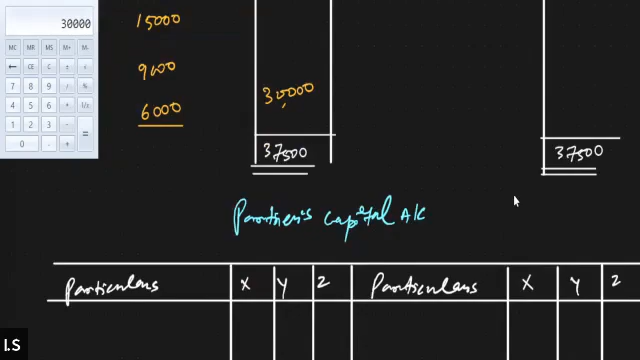 30000
MC MR MS M+ M-
← CE C ± √
7 8 9 / %
4 5 6 * 1/x
1 2 3 - =
0 . +
15000
9000
30,000
6000
37500 37500
Partner's capital A/c
Particulars X Y Z Particulars X Y Z
I.S